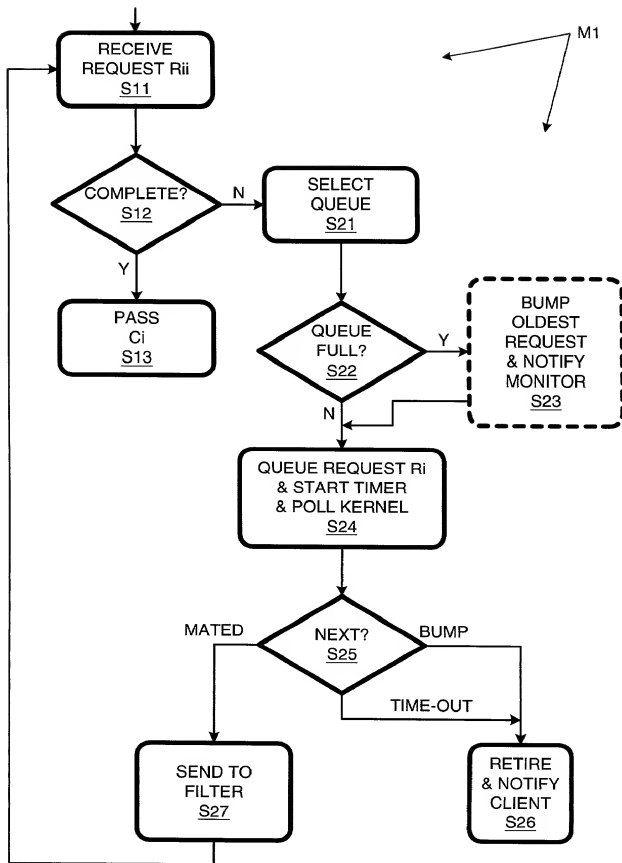 M1
RECEIVE
REQUEST Rii
S11
COMPLETE?
S12
N
Y
PASS
Ci
S13
SELECT
QUEUE
S21
QUEUE
FULL?
S22
Y
N
BUMP
OLDEST
REQUEST
& NOTIFY
MONITOR
S23
QUEUE REQUEST Ri
& START TIMER
& POLL KERNEL
S24
NEXT?
S25
MATED
BUMP
TIME-OUT
SEND TO
FILTER
S27
RETIRE
& NOTIFY
CLIENT
S26